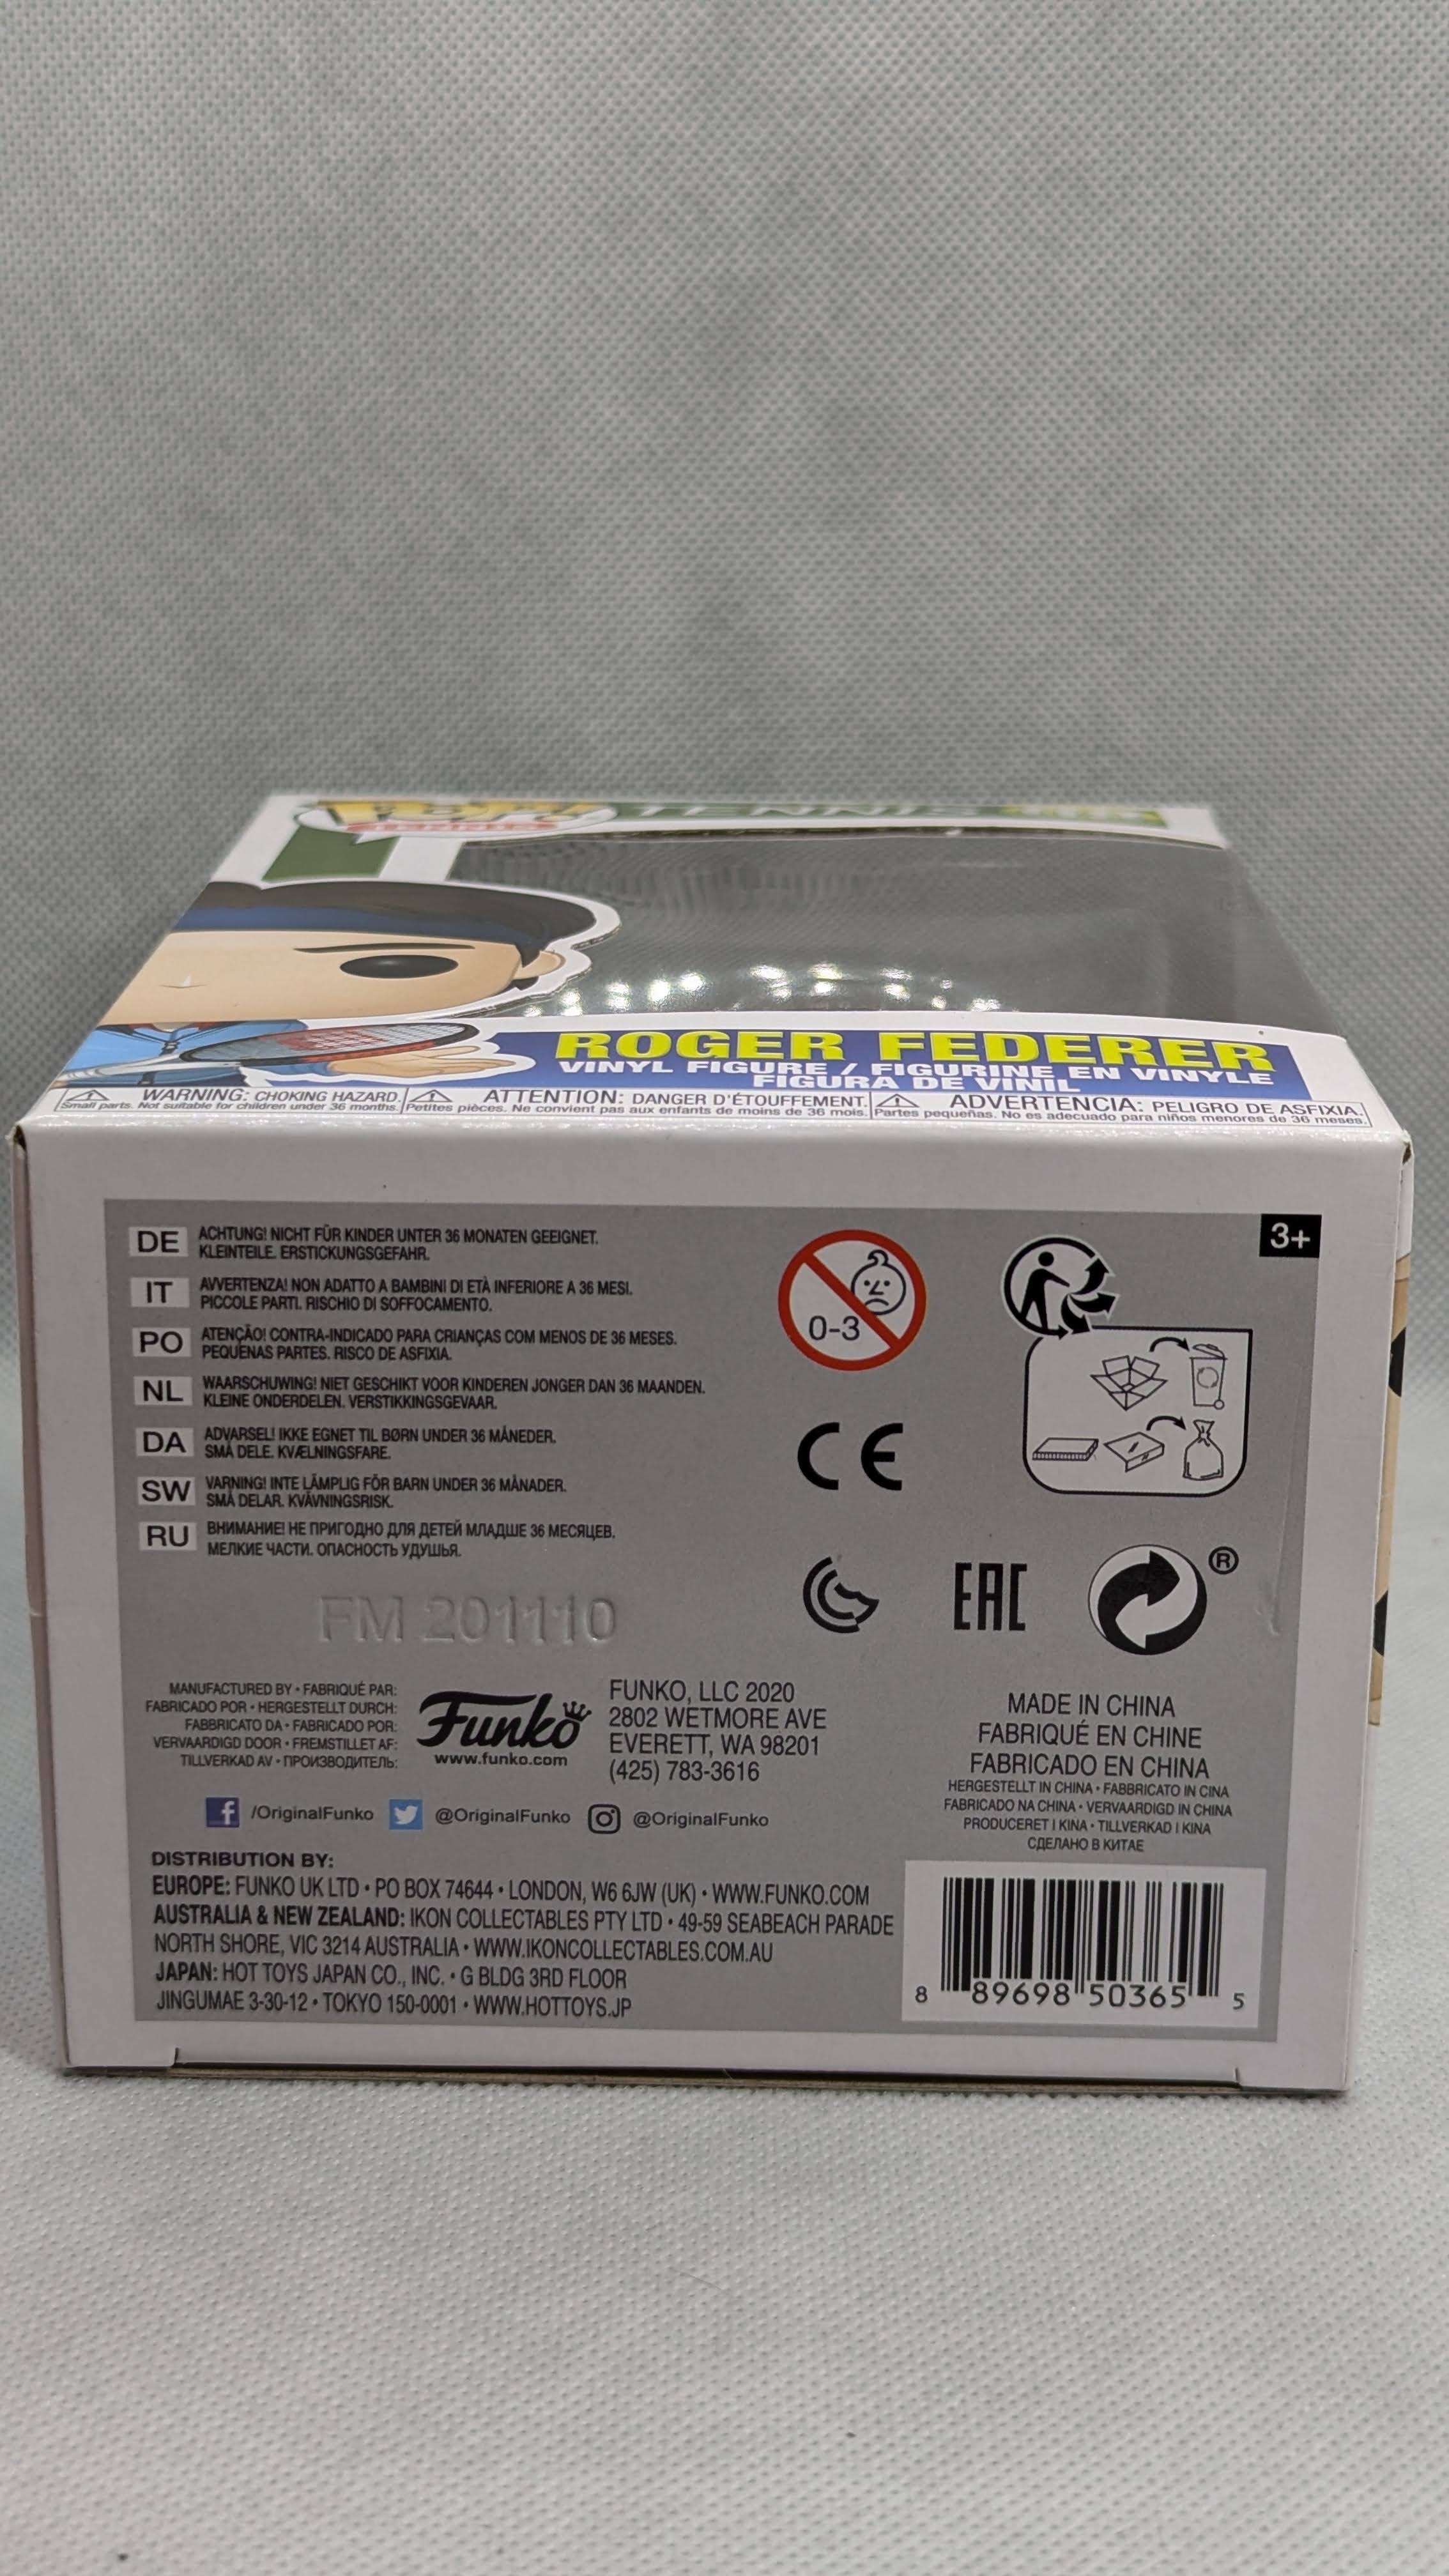 POP!
TENNIS
TENNIS
ROGER FEDERER
VINYL FIGURE / FIGURINE EN VINYLE
FIGURA DE VINIL
WARNING: CHOKING HAZARD.
Small parts. Not suitable for children under 36 months.
ATTENTION: DANGER D'ÉTOUFFEMENT.
Petites pièces. Ne convient pas aux enfants de moins de 36 mois.
ADVERTENCIA: PELIGRO DE ASFIXIA.
Partes pequeñas. No es adecuado para niños menores de 36 meses.
DE ACHTUNG! NICHT FÜR KINDER UNTER 36 MONATEN GEEIGNET.
KLEINTEILE. ERSTICKUNGSGEFAHR.
IT AVVERTENZA! NON ADATTO A BAMBINI DI ETÀ INFERIORE A 36 MESI.
PICCOLE PARTI. RISCHIO DI SOFFOCAMENTO.
PO ATENÇÃO! CONTRA-INDICADO PARA CRIANÇAS COM MENOS DE 36 MESES.
PEQUENAS PARTES. RISCO DE ASFIXIA.
NL WAARSCHUWING! NIET GESCHIKT VOOR KINDEREN JONGER DAN 36 MAANDEN.
KLEINE ONDERDELEN. VERSTIKKINGSGEVAAR.
DA ADVARSEL! IKKE EGNET TIL BØRN UNDER 36 MÅNEDER.
SMÅ DELE. KVÆLNINGSFARE.
SW VARNING! INTE LÄMPLIG FÖR BARN UNDER 36 MÅNADER.
SMÅ DELAR. KVÄVNINGSRISK.
RU ВНИМАНИЕ! НЕ ПРИГОДНО ДЛЯ ДЕТЕЙ МЛАДШЕ 36 МЕСЯЦЕВ.
МЕЛКИЕ ЧАСТИ. ОПАСНОСТЬ УДУШЬЯ.
0-3
3+
CE
EAC
®
FM 201110
MANUFACTURED BY • FABRIQUÉ PAR:
FABRICADO POR • HERGESTELLT DURCH:
FABBRICATO DA • FABRICADO POR:
VERVAARDIGD DOOR • FREMSTILLET AF:
TILLVERKAD AV • ПРОИЗВОДИТЕЛЬ:
Funko
www.funko.com
FUNKO, LLC 2020
2802 WETMORE AVE
EVERETT, WA 98201
(425) 783-3616
MADE IN CHINA
FABRIQUÉ EN CHINE
FABRICADO EN CHINA
HERGESTELLT IN CHINA • FABBRICATO IN CINA
FABRICADO NA CHINA • VERVAARDIGD IN CHINA
PRODUCERET I KINA • TILLVERKAD I KINA
СДЕЛАНО В КИТАЕ
/OriginalFunko @OriginalFunko @OriginalFunko
DISTRIBUTION BY:
EUROPE: FUNKO UK LTD • PO BOX 74644 • LONDON, W6 6JW (UK) • WWW.FUNKO.COM
AUSTRALIA & NEW ZEALAND: IKON COLLECTABLES PTY LTD • 49-59 SEABEACH PARADE
NORTH SHORE, VIC 3214 AUSTRALIA • WWW.IKONCOLLECTABLES.COM.AU
JAPAN: HOT TOYS JAPAN CO., INC. • G BLDG 3RD FLOOR
JINGUMAE 3-30-12 • TOKYO 150-0001 • WWW.HOTTOYS.JP
8 89698 50365 5